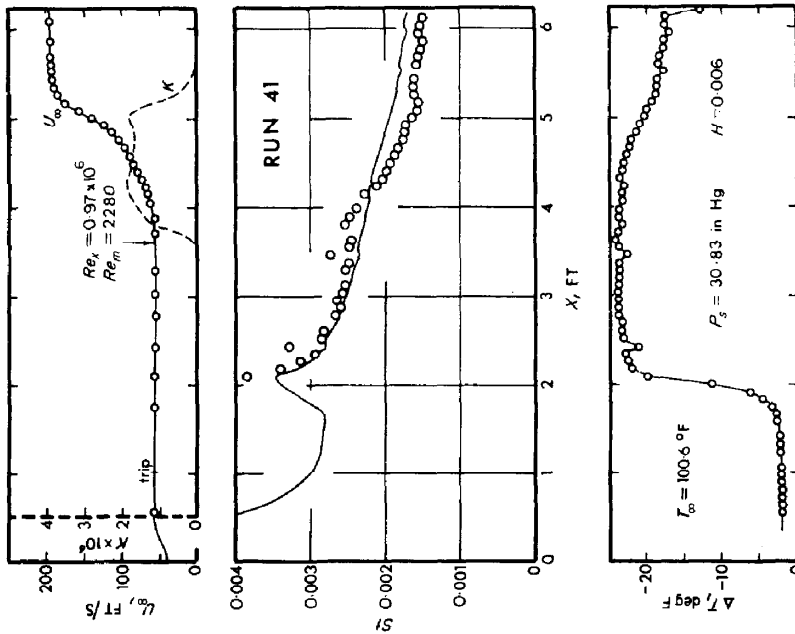 200
100
0
U∞, FT/S
4
3
2
1
0
K × 10⁶
trip
Re_x = 0·97×10⁶
Re_m = 2280
U∞
K
0·004
0·003
0·002
0·001
0
St
RUN 41
0
1
2
3
4
5
6
X, FT
-20
-10
0
ΔT, deg F
T∞ = 100·6 °F
P_s = 30·83 in Hg
H = 0·006